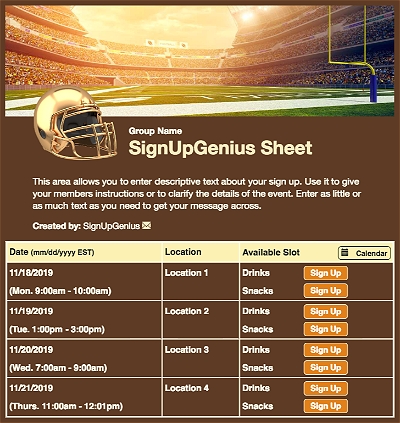 Group Name
SignUpGenius Sheet
This area allows you to enter descriptive text about your sign up. Use it to give
your members instructions or to clarify the details of the event. Enter as little or
as much text as you need to get your message across.
Created by: SignUpGenius
Date (mm/dd/yyyy EST) Location Available Slot Calendar
11/18/2019 Location 1 Drinks Sign Up
(Mon. 9:00am - 10:00am) Snacks Sign Up
11/19/2019 Location 2 Drinks Sign Up
(Tue. 1:00pm - 3:00pm) Snacks Sign Up
11/20/2019 Location 3 Drinks Sign Up
(Wed. 7:00am - 9:00am) Snacks Sign Up
11/21/2019 Location 4 Drinks Sign Up
(Thurs. 11:00am - 12:01pm) Snacks Sign Up